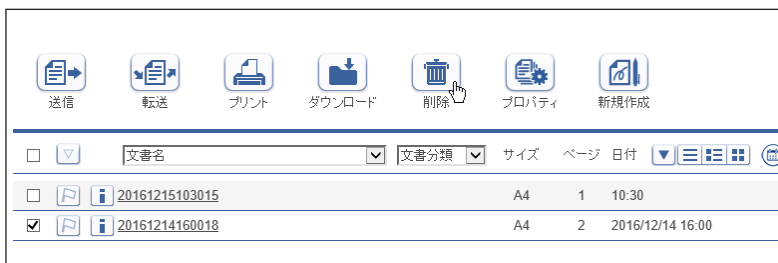 送信 転送 プリント ダウンロード 削除 プロパティ 新規作成
文書名 文書分類 サイズ ページ 日付
20161215103015 A4 1 10:30
20161214160018 A4 2 2016/12/14 16:00